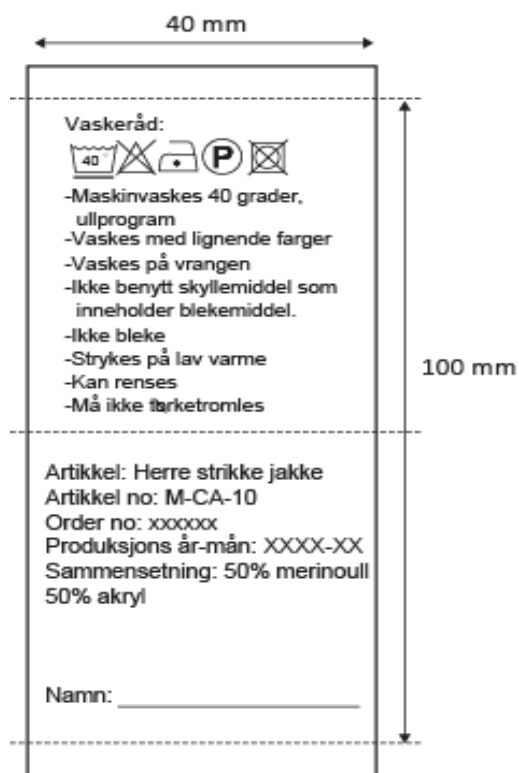 40 mm
Vaskeråd:
40 P
-Maskinvaskes 40 grader,
ullprogram
-Vaskes med lignende farger
-Vaskes på vrangen
-Ikke benytt skyllemiddel som
inneholder blekemiddel.
-Ikke bleke
-Strykes på lav varme
-Kan renses
-Må ikke
100 mm
Artikkel: Herre strikke jakke
Artikkel no: M-CA-10
Order no: xxxxxx
Produksjons år-mån: XXXX-XX
Sammensetning: 50% merinoull
50% akryl
Namn: